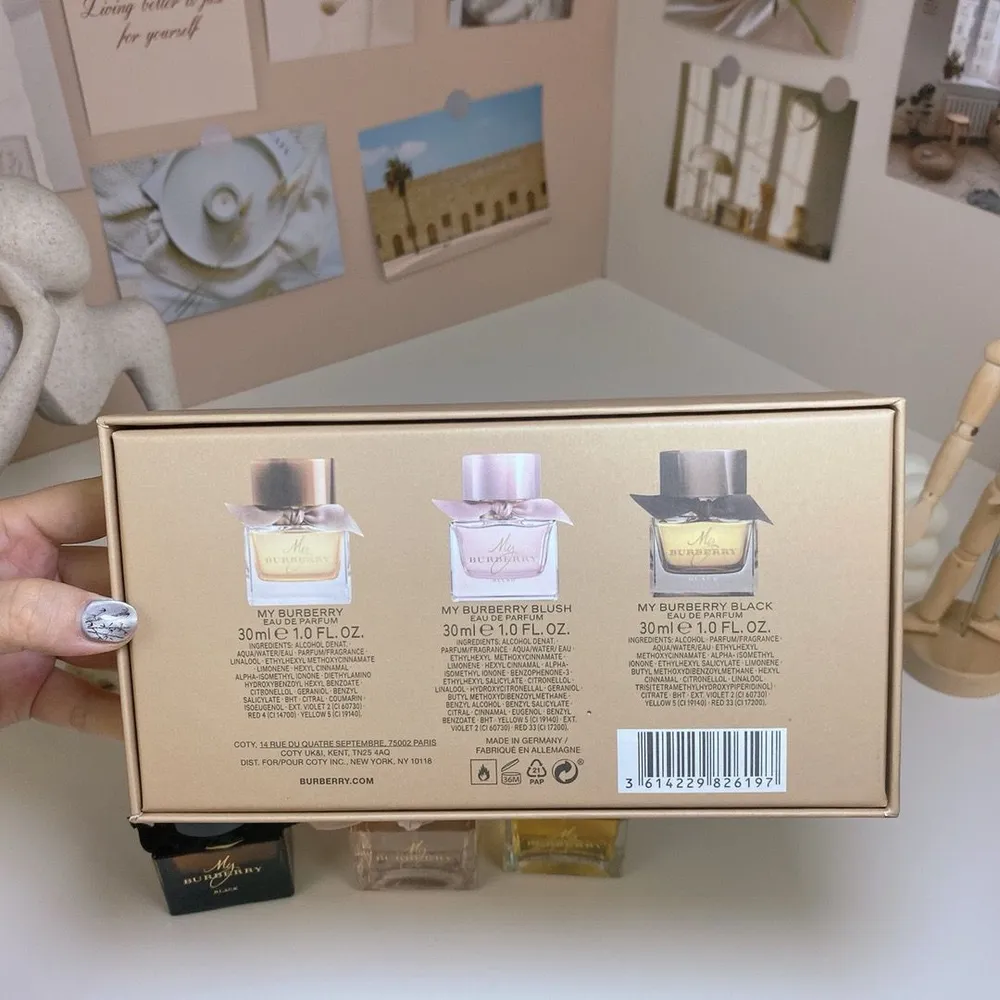 Living better is just
for yourself
My
BURBERRY
My
BURBERRY
BLUSH
My
BURBERRY
BLACK
MY BURBERRY
EAU DE PARFUM
30ml ℮ 1.0 FL. OZ.
INGREDIENTS: ALCOHOL DENAT.
AQUA/WATER/EAU · PARFUM/FRAGRANCE
LINALOOL · ETHYLHEXYL METHOXYCINNAMATE
LIMONENE · HEXYL CINNAMAL
ALPHA-ISOMETHYL IONONE · DIETHYLAMINO
HYDROXYBENZOYL HEXYL BENZOATE
CITRONELLOL · GERANIOL · BENZYL
SALICYLATE · BHT · CITRAL · COUMARIN
ISOEUGENOL · EXT. VIOLET 2 (CI 60730)
RED 4 (CI 14700) · YELLOW 5 (CI 19140).
MY BURBERRY BLUSH
EAU DE PARFUM
30ml ℮ 1.0 FL. OZ.
INGREDIENTS: ALCOHOL DENAT.
PARFUM/FRAGRANCE · AQUA/WATER/ EAU
ETHYLHEXYL METHOXYCINNAMATE
LIMONENE · HEXYL CINNAMAL · ALPHA-
ISOMETHYL IONONE · BENZOPHENONE-3
ETHYLHEXYL SALICYLATE · CITRONELLOL
LINALOOL · HYDROXYCITRONELLAL · GERANIOL
BUTYL METHOXYDIBENZOYLMETHANE
BENZYL ALCOHOL · BENZYL SALICYLATE
CITRAL · CINNAMAL · EUGENOL · BENZYL
BENZOATE · BHT · YELLOW 5 (CI 19140) · EXT.
VIOLET 2 (CI 60730) · RED 33 (CI 17200).
MY BURBERRY BLACK
EAU DE PARFUM
30ml ℮ 1.0 FL. OZ.
INGREDIENTS: ALCOHOL · PARFUM/FRAGRANCE
AQUA/WATER/EAU · ETHYLHEXYL
METHOXYCINNAMATE · ALPHA-ISOMETHYL
IONONE · ETHYLHEXYL SALICYLATE · LIMONENE
BUTYL METHOXYDIBENZOYLMETHANE · HEXYL
CINNAMAL · CITRONELLOL · LINALOOL
TRIS(TETRAMETHYLHYDROXYPIPERIDINOL)
CITRATE · BHT · EXT. VIOLET 2 (CI 60730)
YELLOW 5 (CI 19140) · RED 33 (CI 17200).
COTY, 14 RUE DU QUATRE SEPTEMBRE, 75002 PARIS
COTY UK&I, KENT, TN25 4AQ
DIST. FOR/POUR COTY INC., NEW YORK, NY 10118
BURBERRY.COM
MADE IN GERMANY /
FABRIQUÉ EN ALLEMAGNE
36M
21
PAP
3 614229 826197
My
BURBERRY
BLACK
BURBERRY
My
BURBERRY